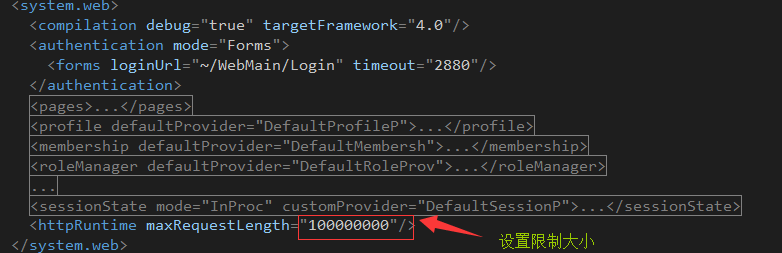 <system.web>
<compilation debug="true" targetFramework="4.0"/>
<authentication mode="Forms">
<forms loginUrl="~/WebMain/Login" timeout="2880"/>
</authentication>
<pages>...</pages>
<profile defaultProvider="DefaultProfileP">...</profile>
<membership defaultProvider="DefaultMembersh">...</membership>
<roleManager defaultProvider="DefaultRoleProv">...</roleManager>
...
<sessionState mode="InProc" customProvider="DefaultSessionP">...</sessionState>
<httpRuntime maxRequestLength="100000000"/>
设置限制大小
</system.web>